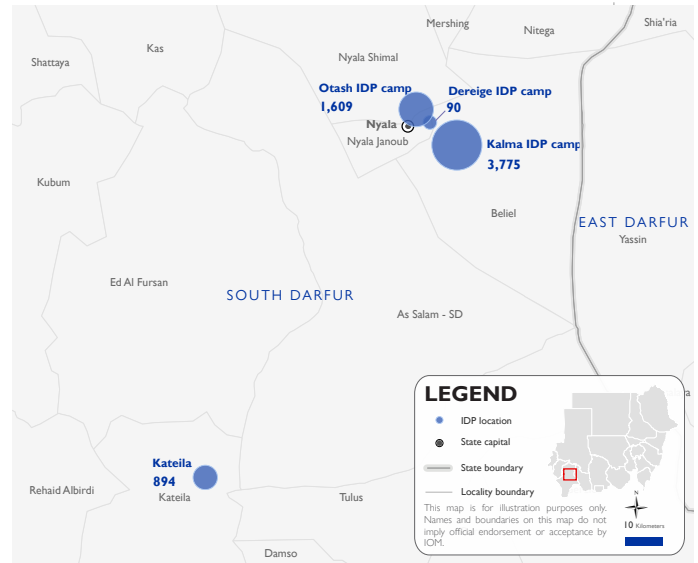 Mershing
Shia'ria
Nitega
Kas
Nyala Shimal
Shattaya
Otash IDP camp
1,609
Dereige IDP camp
90
Nyala
Nyala Janoub
Kalma IDP camp
3,775
Kubum
Beliel
EAST DARFUR
Yassin
Ed Al Fursan
SOUTH DARFUR
As Salam - SD
Kateila
894
Kateila
Rehaid Albirdi
Tulus
Damso
LEGEND
IDP location
State capital
State boundary
Locality boundary
This map is for illustration purposes only.
Names and boundaries on this map do not
imply official endorsement or acceptance by
IOM.
N
10 Kilometers